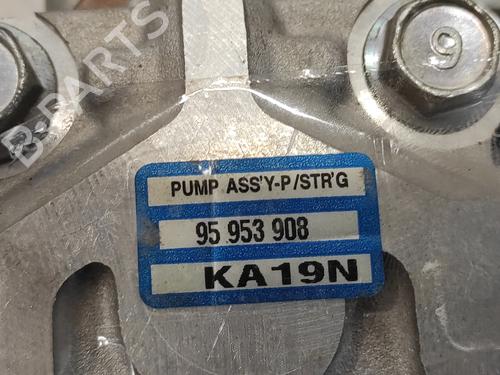 B-PARTS
9
PUMP ASS'Y-P/STR'G
95 953 908
KA19N